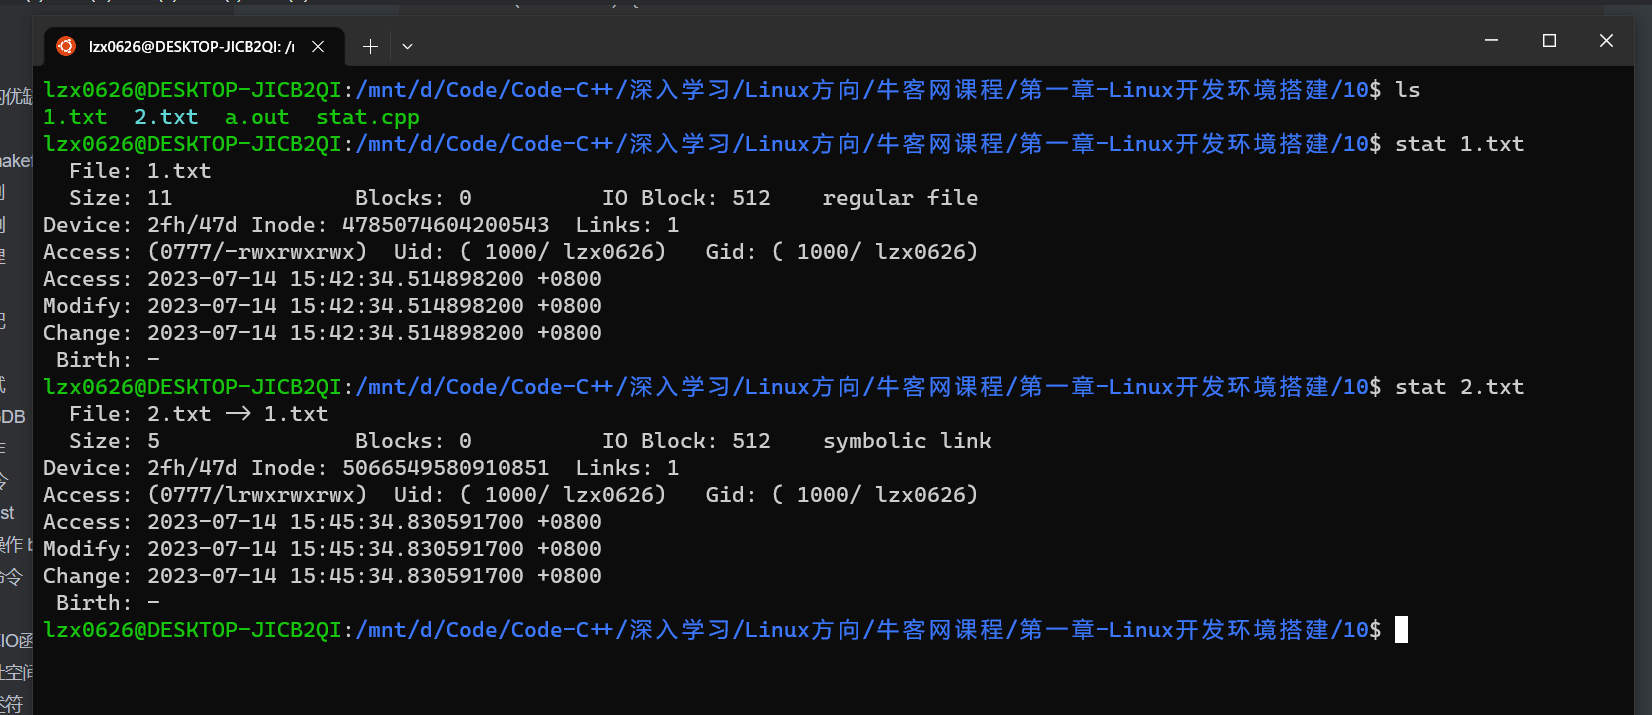 lzx0626@DESKTOP-JICB2QI: /
lzx0626@DESKTOP-JICB2QI:/mnt/d/Code/Code-C++/深入学习/Linux方向/牛客网课程/第一章-Linux开发环境搭建/10$ ls
1.txt  2.txt  a.out  stat.cpp
lzx0626@DESKTOP-JICB2QI:/mnt/d/Code/Code-C++/深入学习/Linux方向/牛客网课程/第一章-Linux开发环境搭建/10$ stat 1.txt
  File: 1.txt
  Size: 11              Blocks: 0          IO Block: 512    regular file
Device: 2fh/47d Inode: 4785074604200543  Links: 1
Access: (0777/-rwxrwxrwx)  Uid: ( 1000/ lzx0626)   Gid: ( 1000/ lzx0626)
Access: 2023-07-14 15:42:34.514898200 +0800
Modify: 2023-07-14 15:42:34.514898200 +0800
Change: 2023-07-14 15:42:34.514898200 +0800
 Birth: -
lzx0626@DESKTOP-JICB2QI:/mnt/d/Code/Code-C++/深入学习/Linux方向/牛客网课程/第一章-Linux开发环境搭建/10$ stat 2.txt
  File: 2.txt -> 1.txt
  Size: 5               Blocks: 0          IO Block: 512    symbolic link
Device: 2fh/47d Inode: 5066549580910851  Links: 1
Access: (0777/lrwxrwxrwx)  Uid: ( 1000/ lzx0626)   Gid: ( 1000/ lzx0626)
Access: 2023-07-14 15:45:34.830591700 +0800
Modify: 2023-07-14 15:45:34.830591700 +0800
Change: 2023-07-14 15:45:34.830591700 +0800
 Birth: -
lzx0626@DESKTOP-JICB2QI:/mnt/d/Code/Code-C++/深入学习/Linux方向/牛客网课程/第一章-Linux开发环境搭建/10$